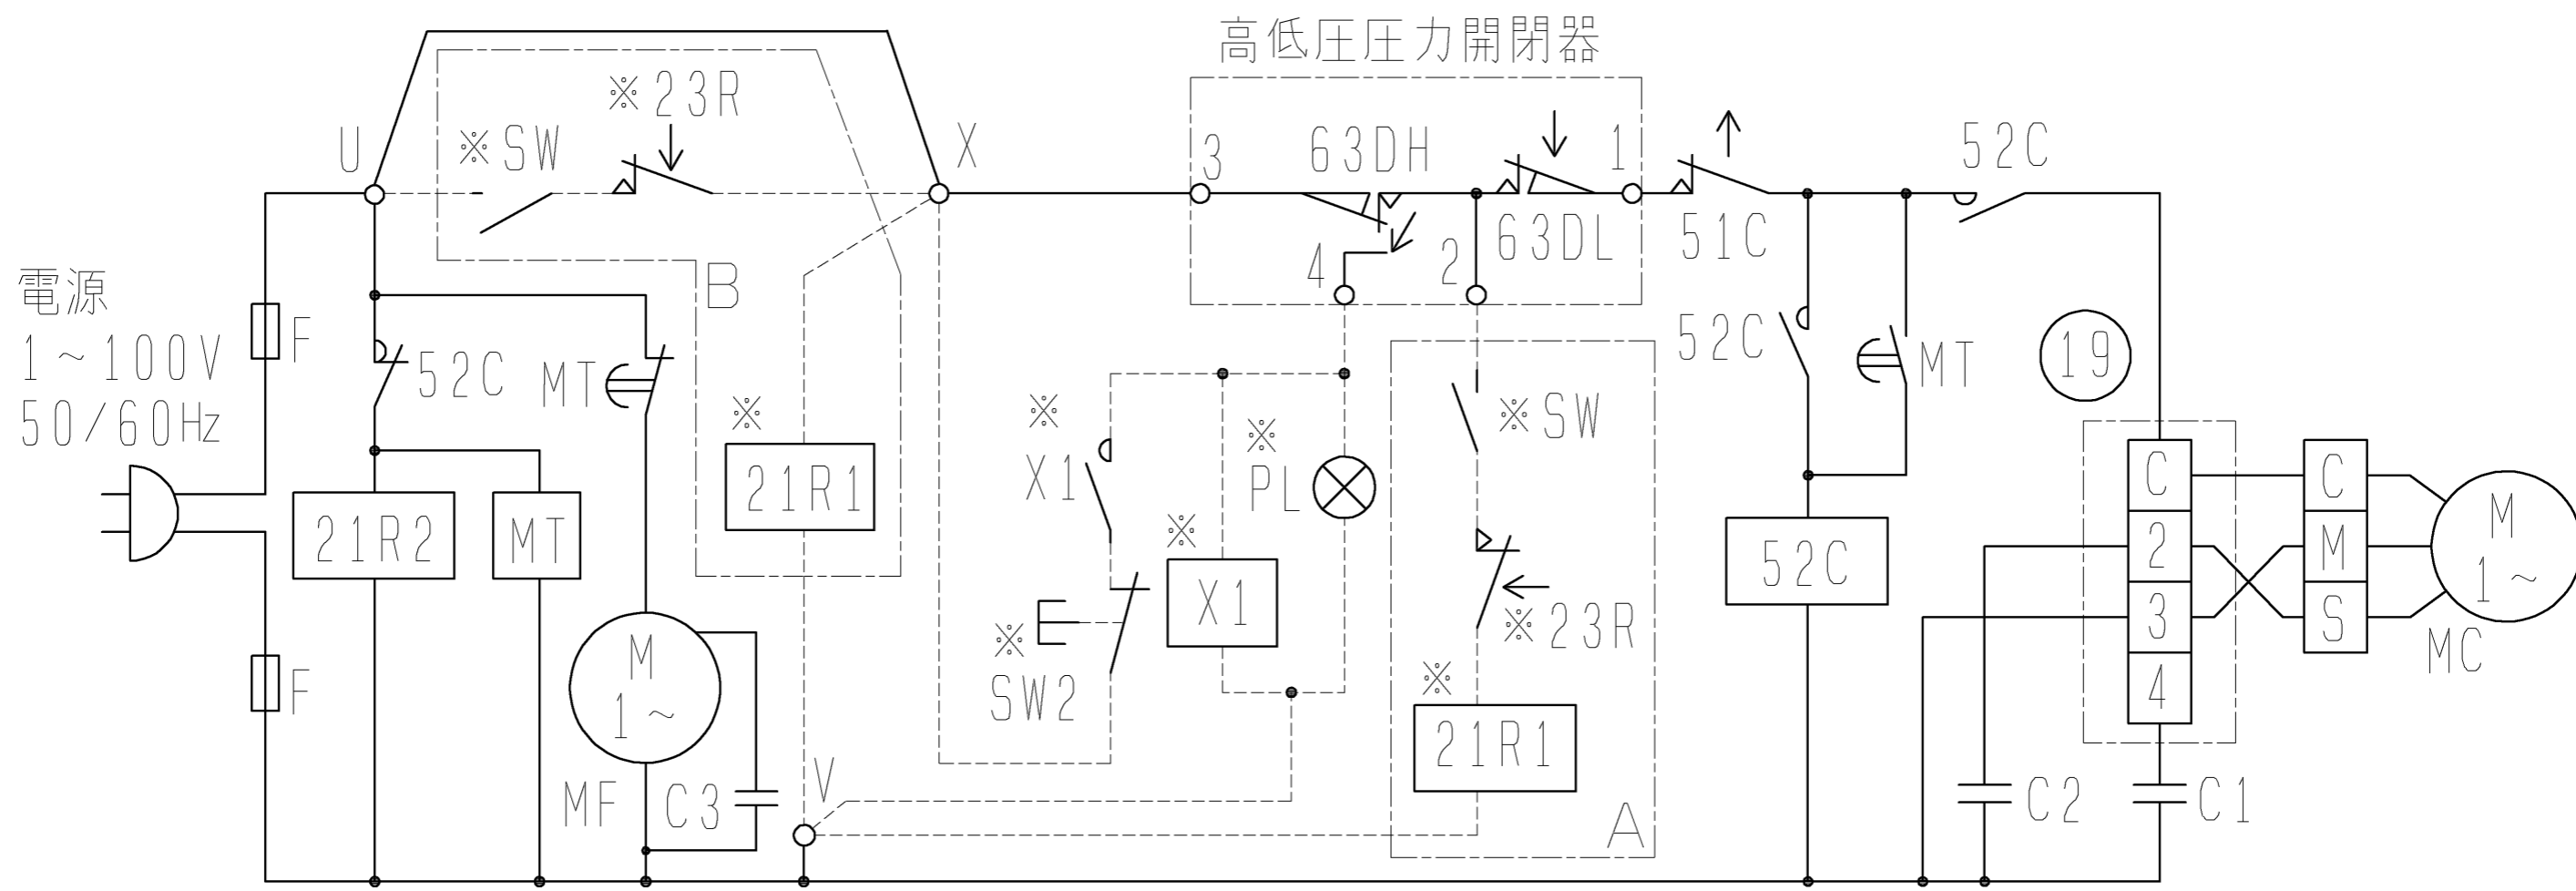 高低圧圧力開閉器
※23R
※SW
U
X
3
63DH
1
52C
4
2
63DL
51C
B
電源
1~100V
50/60Hz
F
52C
MT
※
21R1
21R2
MT
※
X1
※
PL
※
X1
※SW
52C
MT
19
※
SW2
※23R
※
21R1
52C
C
2
3
4
C
M
S
M
1~
MC
F
M
1~
MF
C3
V
A
C2
C1